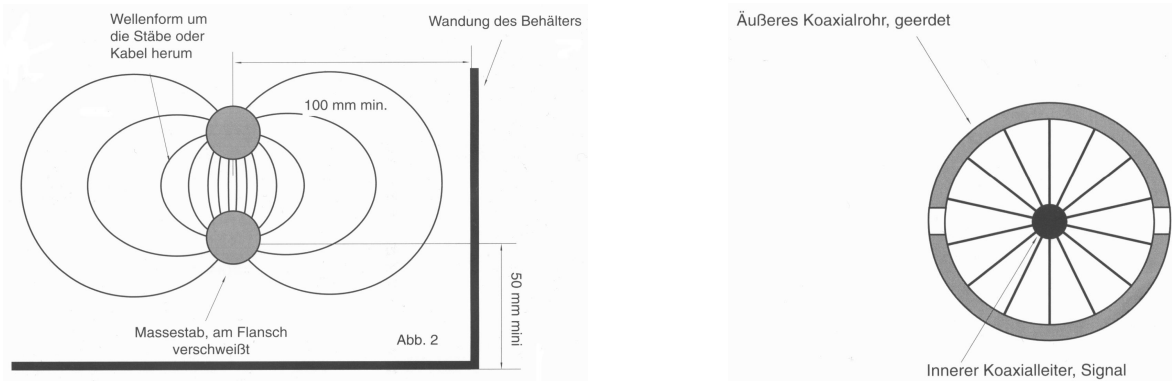 Wellenform um
die Stäbe oder
Kabel herum
Wandung des Behälters
100 mm min.
50 mm mini
Massestab, am Flansch
verschweißt
Abb. 2
Äußeres Koaxialrohr, geerdet
Innerer Koaxialleiter, Signal